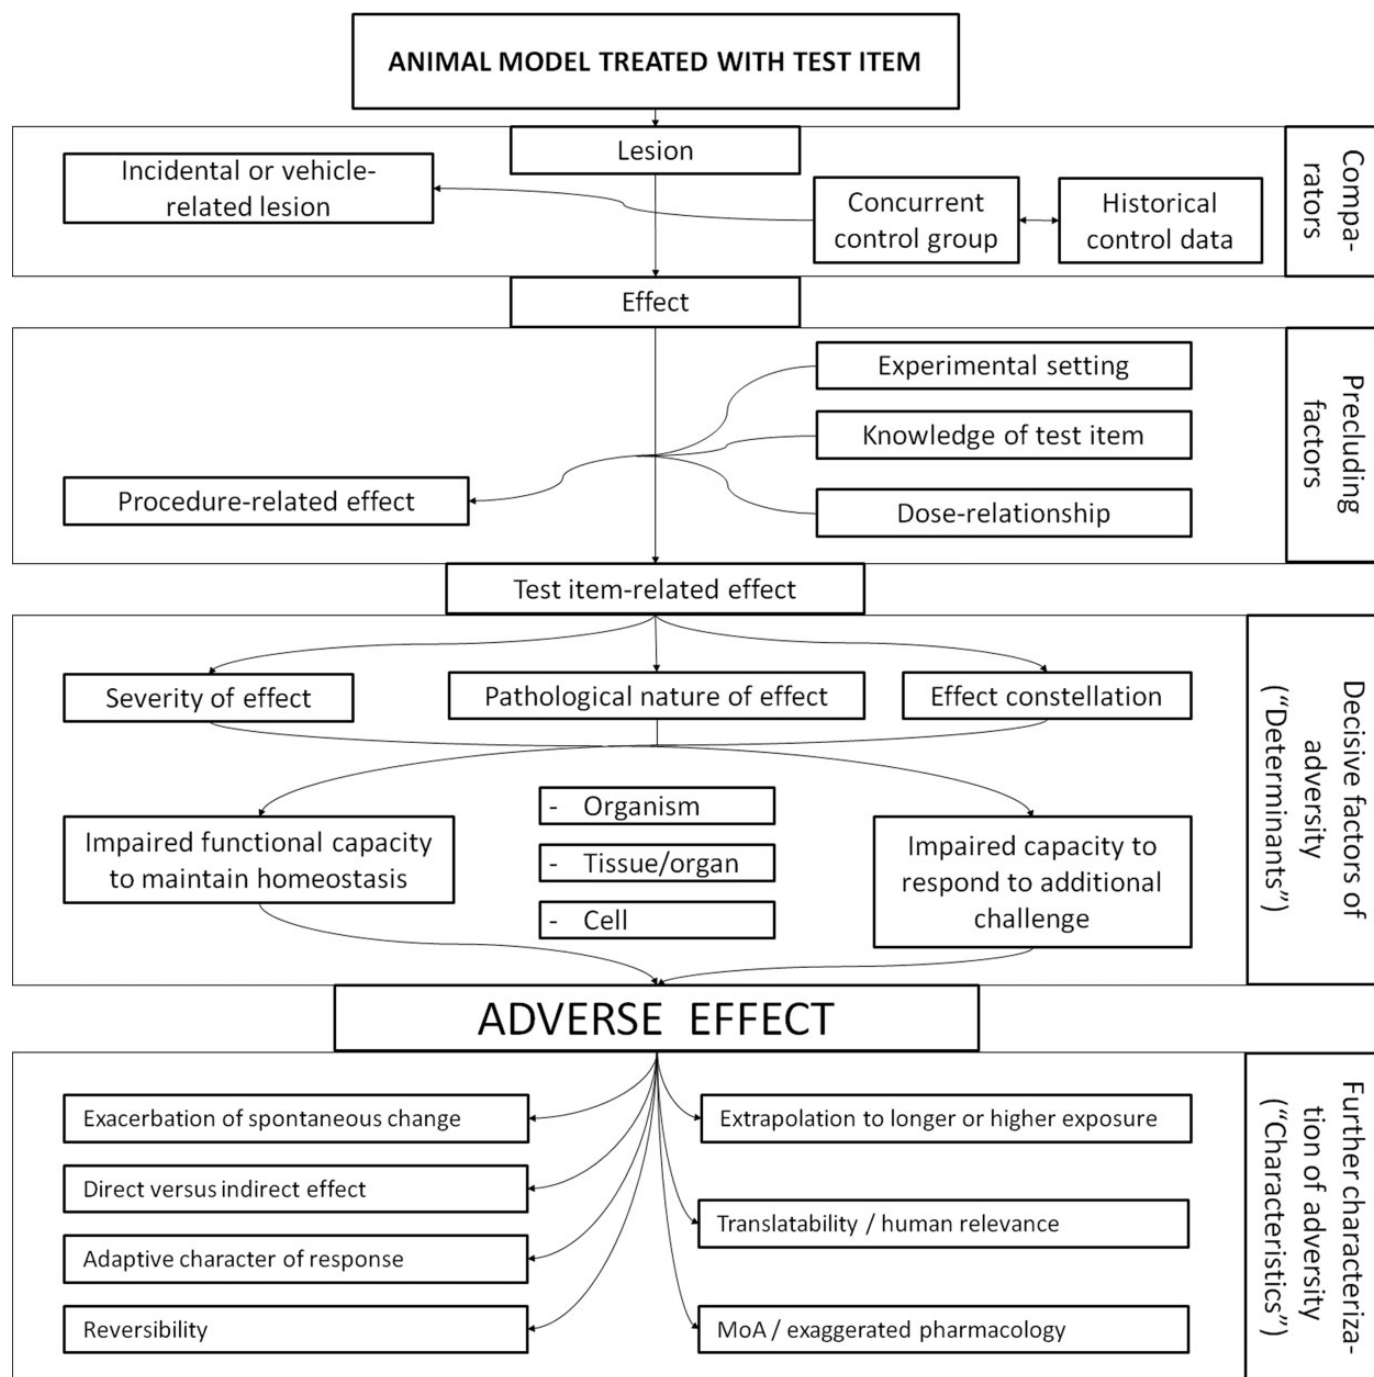 ANIMAL MODEL TREATED WITH TEST ITEM
Lesion
Incidental or vehicle-
related lesion
Concurrent
control group
Historical
control data
Compa-
rators
Effect
Experimental setting
Knowledge of test item
Procedure-related effect
Dose-relationship
Precluding
factors
Test item-related effect
Severity of effect
Pathological nature of effect
Effect constellation
- Organism
Impaired functional capacity
to maintain homeostasis
- Tissue/organ
- Cell
Impaired capacity to
respond to additional
challenge
Decisive factors of
adversity
(“Determinants”)
ADVERSE EFFECT
Exacerbation of spontaneous change
Extrapolation to longer or higher exposure
Direct versus indirect effect
Translatability / human relevance
Adaptive character of response
Reversibility
MoA / exaggerated pharmacology
Further characteriza-
tion of adversity
(“Characteristics”)